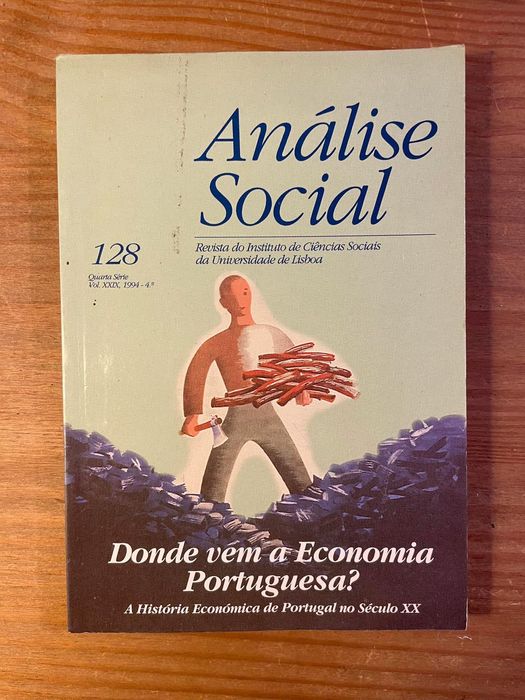 Análise
Social
128
Quarta Série
Vol. XXIX, 1994 - 4.º
Revista do Instituto de Ciências Sociais
da Universidade de Lisboa
Donde vem a Economia
Portuguesa?
A História Económica de Portugal no Século XX